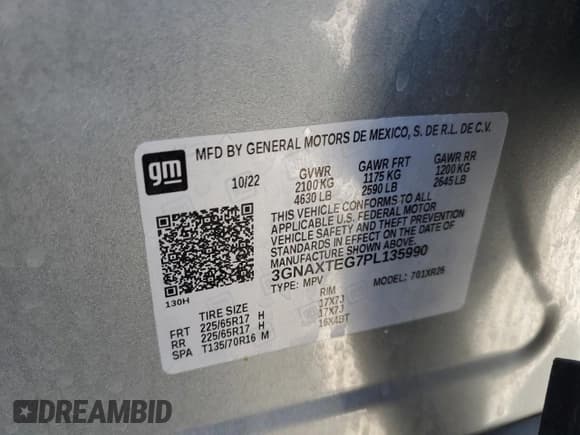 gm
MFD BY GENERAL MOTORS DE MEXICO, S. DE R.L. DE C.V.
10/22 GVWR GAWR FRT GAWR RR
2100 KG 1175 KG 1200 KG
4630 LB 2590 LB 2645 LB
THIS VEHICLE CONFORMS TO ALL
APPLICABLE U.S. FEDERAL MOTOR
VEHICLE SAFETY AND THEFT PREVENTION
STANDARDS IN EFFECT ON THE DATE OF
MANUFACTURE SHOWN ABOVE.
3GNAXTEG7PL135990
TYPE: MPV MODEL: 701XR26
130H
TIRE SIZE RIM
FRT 225/65R17 H 17X7J
RR 225/65R17 H 17X7J
SPA T135/70R16 M 16X4BT
DREAMBID